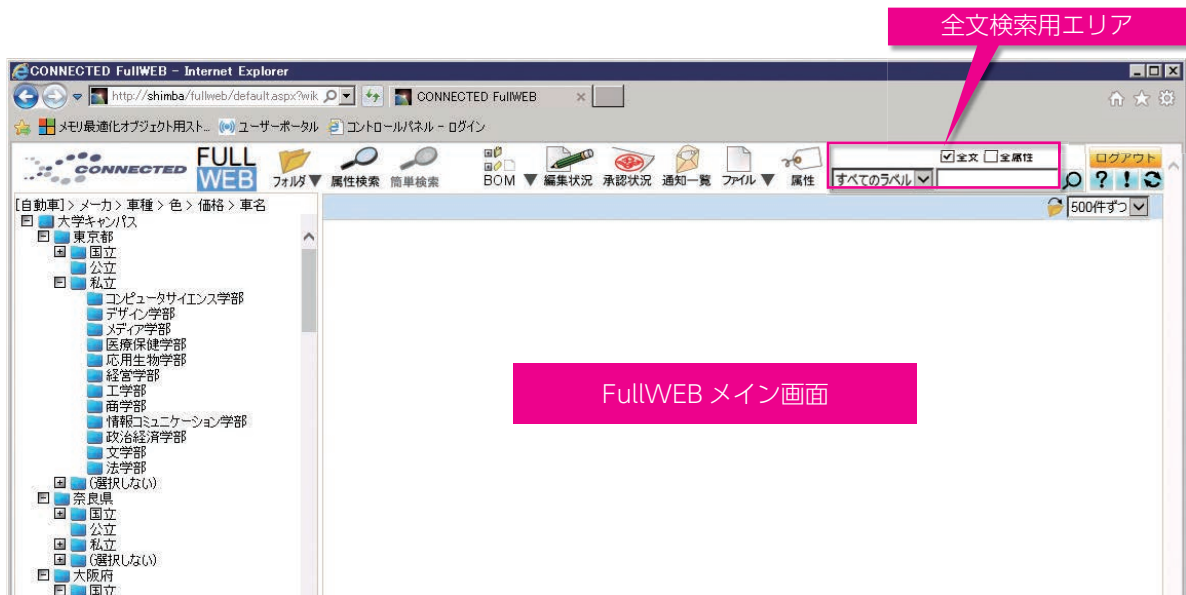 全文検索用エリア
CONNECTED FullWEB - Internet Explorer
http://shimba/fullweb/default.aspx?wik
CONNECTED FullWEB
メモリ最適化オブジェクト用スト...
ユーザーポータル
コントロールパネル - ログイン
CONNECTED
FULL
WEB
フォルダ▼
属性検索
簡単検索
BOM ▼
編集状況
承認状況
通知一覧
ファイル ▼
属性
全文
全属性
すべてのラベル
ログアウト
[自動車] > メーカ > 車種 > 色 > 価格 > 車名
500件ずつ
大学キャンパス
東京都
国立
公立
私立
コンピュータサイエンス学部
デザイン学部
メディア学部
医療保健学部
応用生物学部
経営学部
工学部
商学部
情報コミュニケーション学部
政治経済学部
文学部
法学部
(選択しない)
奈良県
国立
公立
私立
(選択しない)
大阪府
国立
FullWEB メイン画面